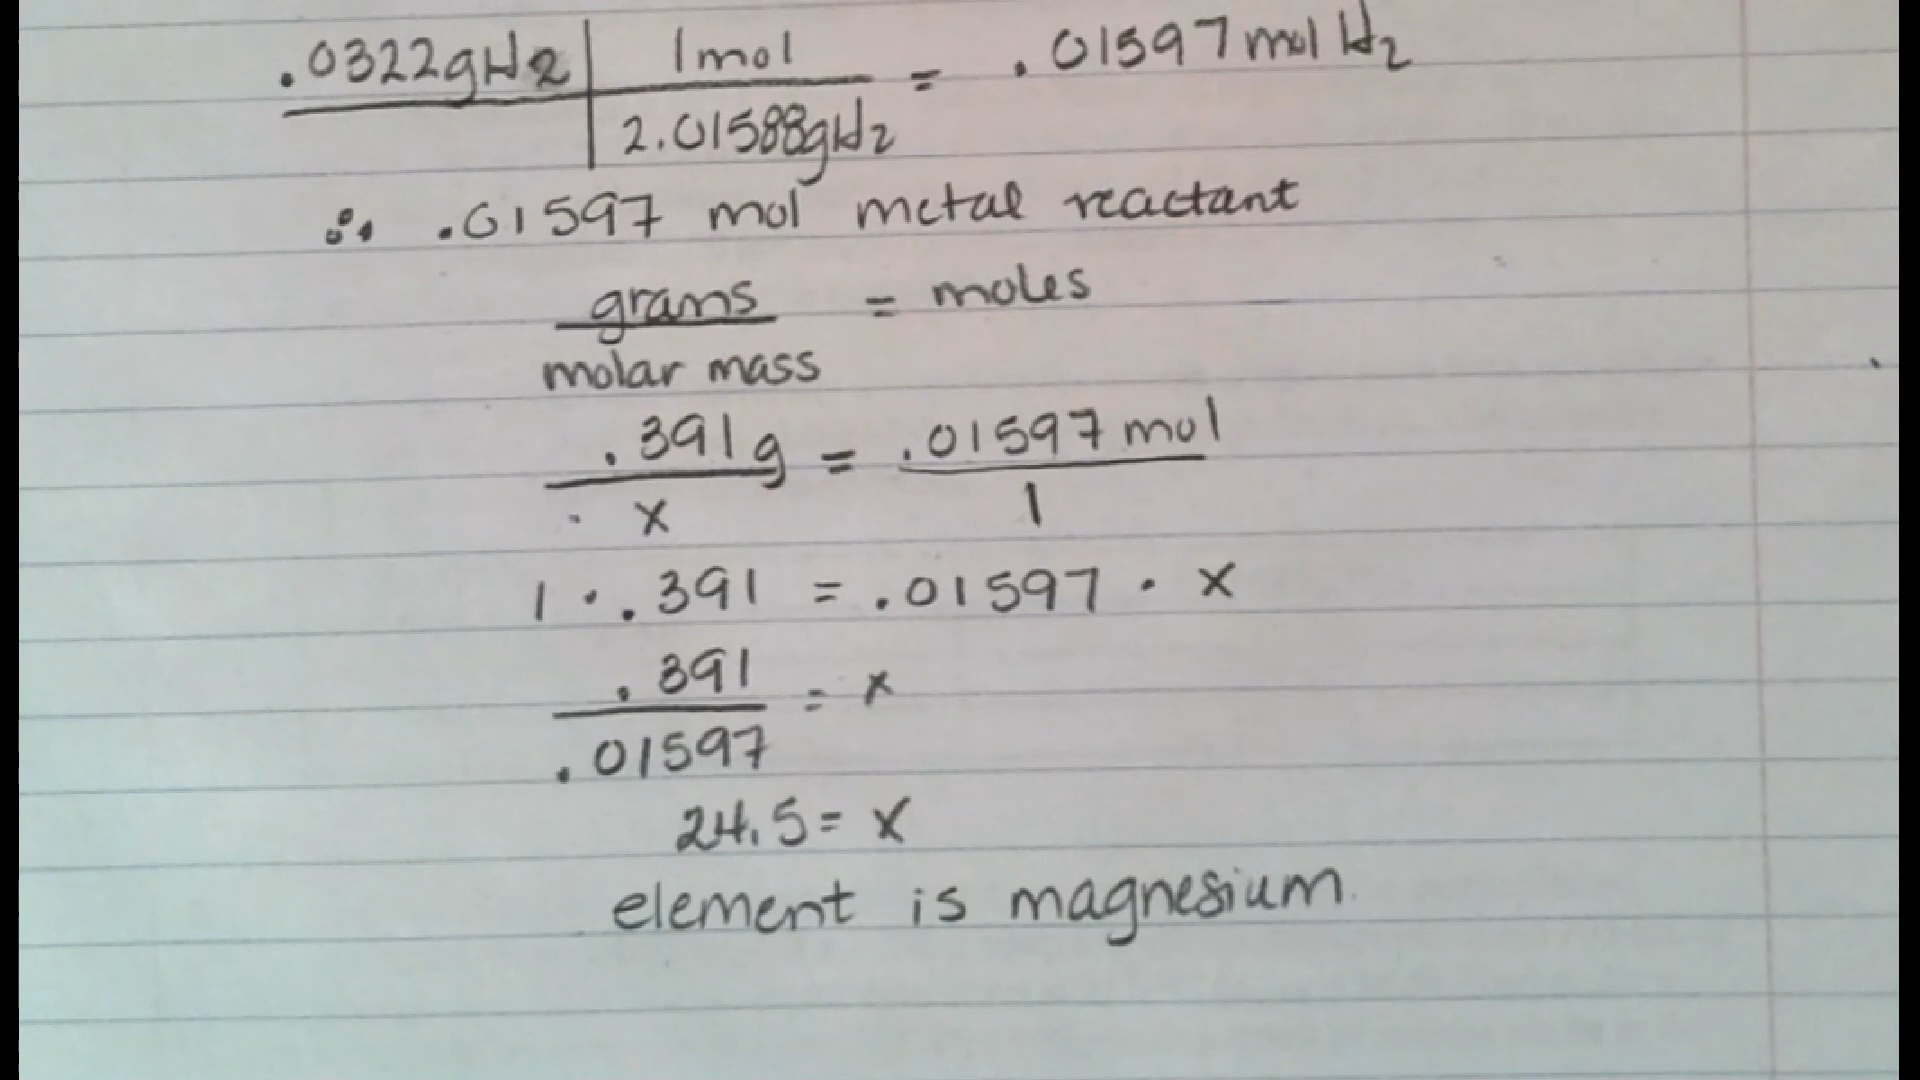 .0322gH2 | 1mol = .01597 mol H2
2.01588gH2
∴ .01597 mol metal reactant
grams = moles
molar mass
.391g = .01597 mol
x 1
1 · .391 = .01597 · x
.391 = x
.01597
24.5 = x
element is magnesium.